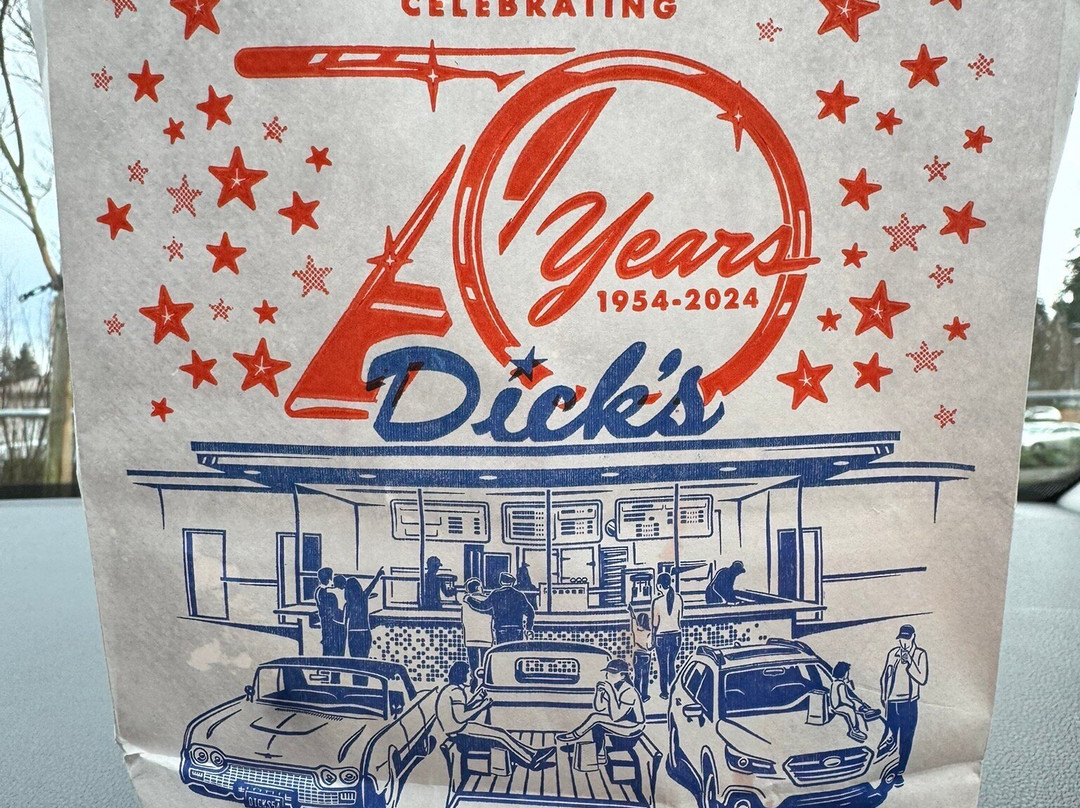 CELEBRATING
70
Years
1954-2024
Dick's